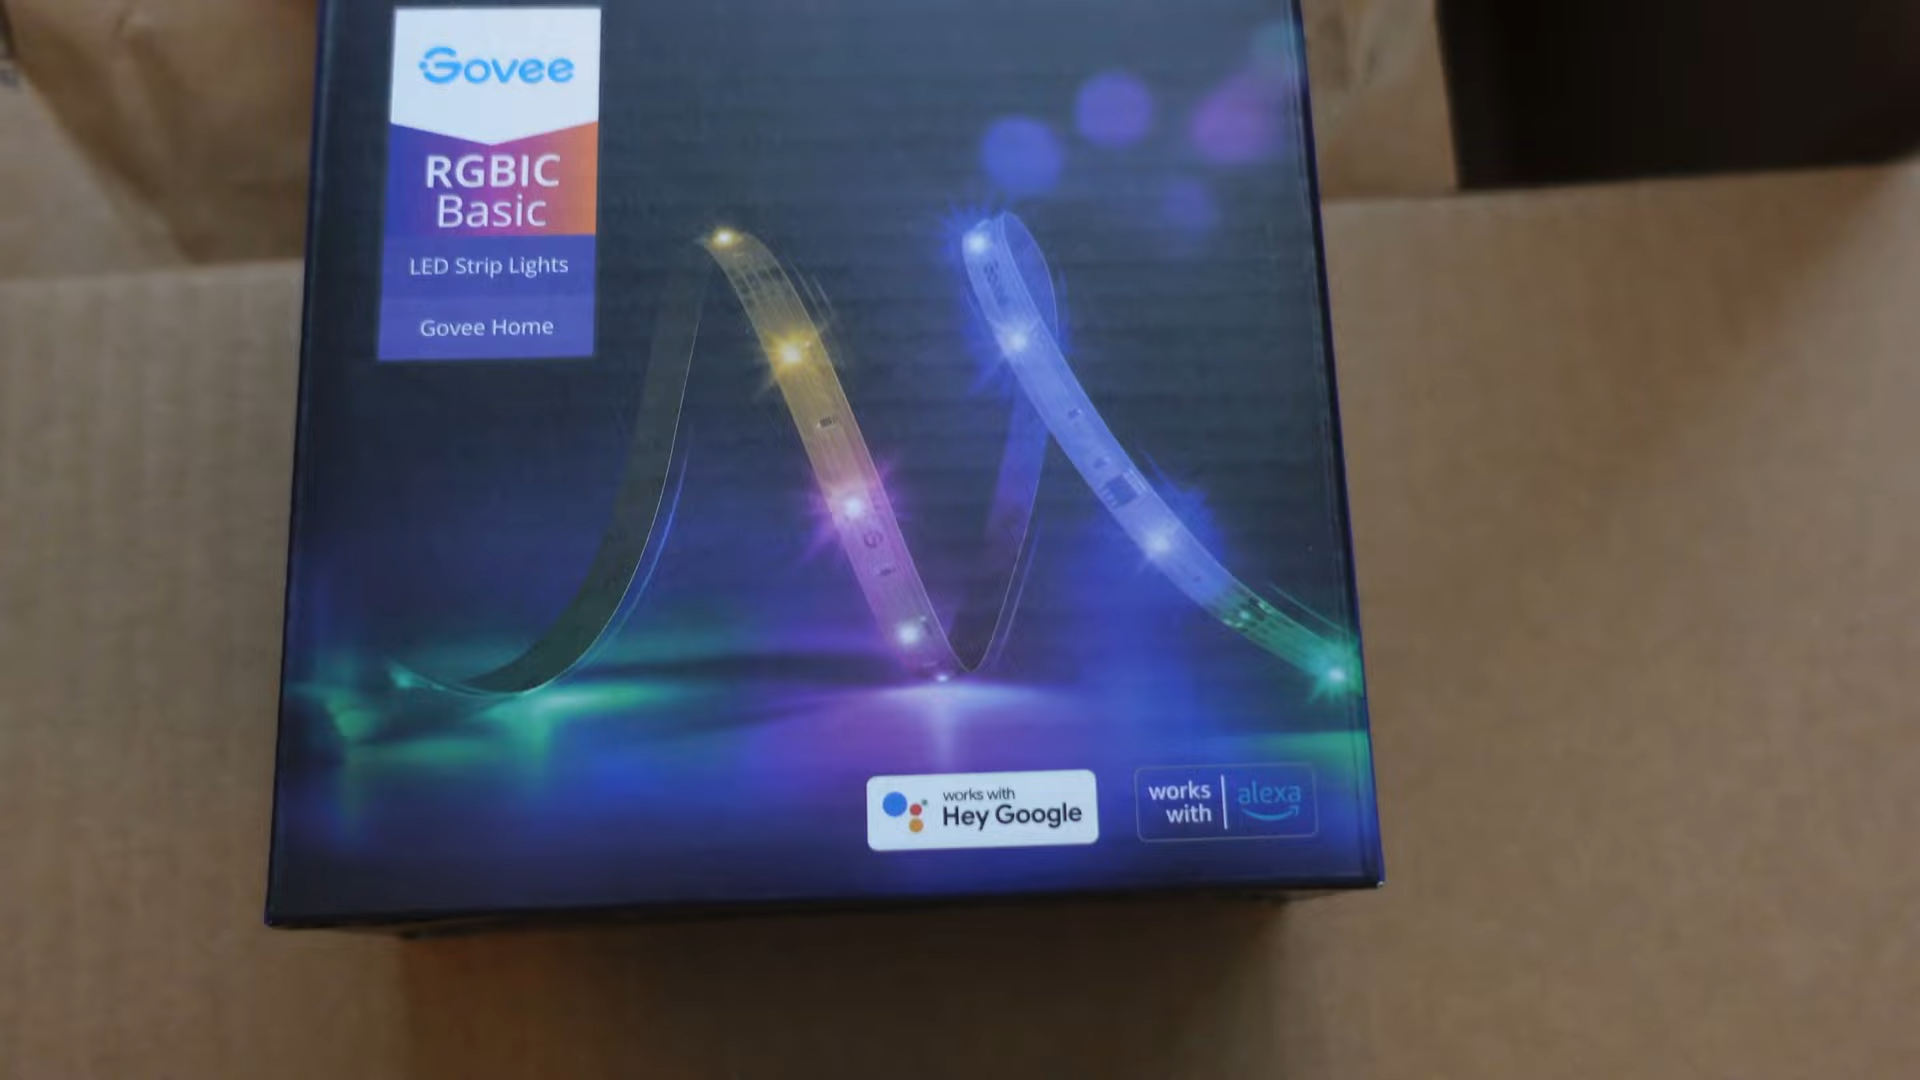 Govee
RGBIC
Basic
LED Strip Lights
Govee Home
works with
Hey Google
works
with
alexa